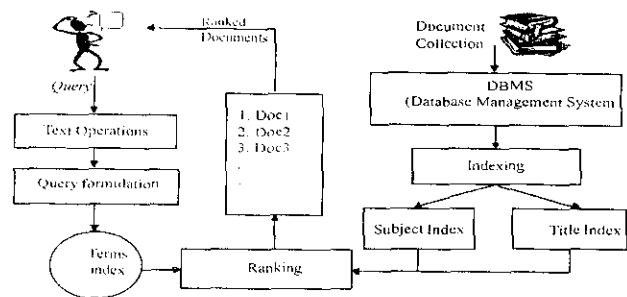 Ranked
Documents
Query
Text Operations
Query formulation
Terms
index
1. Doc1
2. Doc2
3. Doc3
.
.
Ranking
Document
Collection
DBMS
(Database Management System
Indexing
Subject Index
Title Index